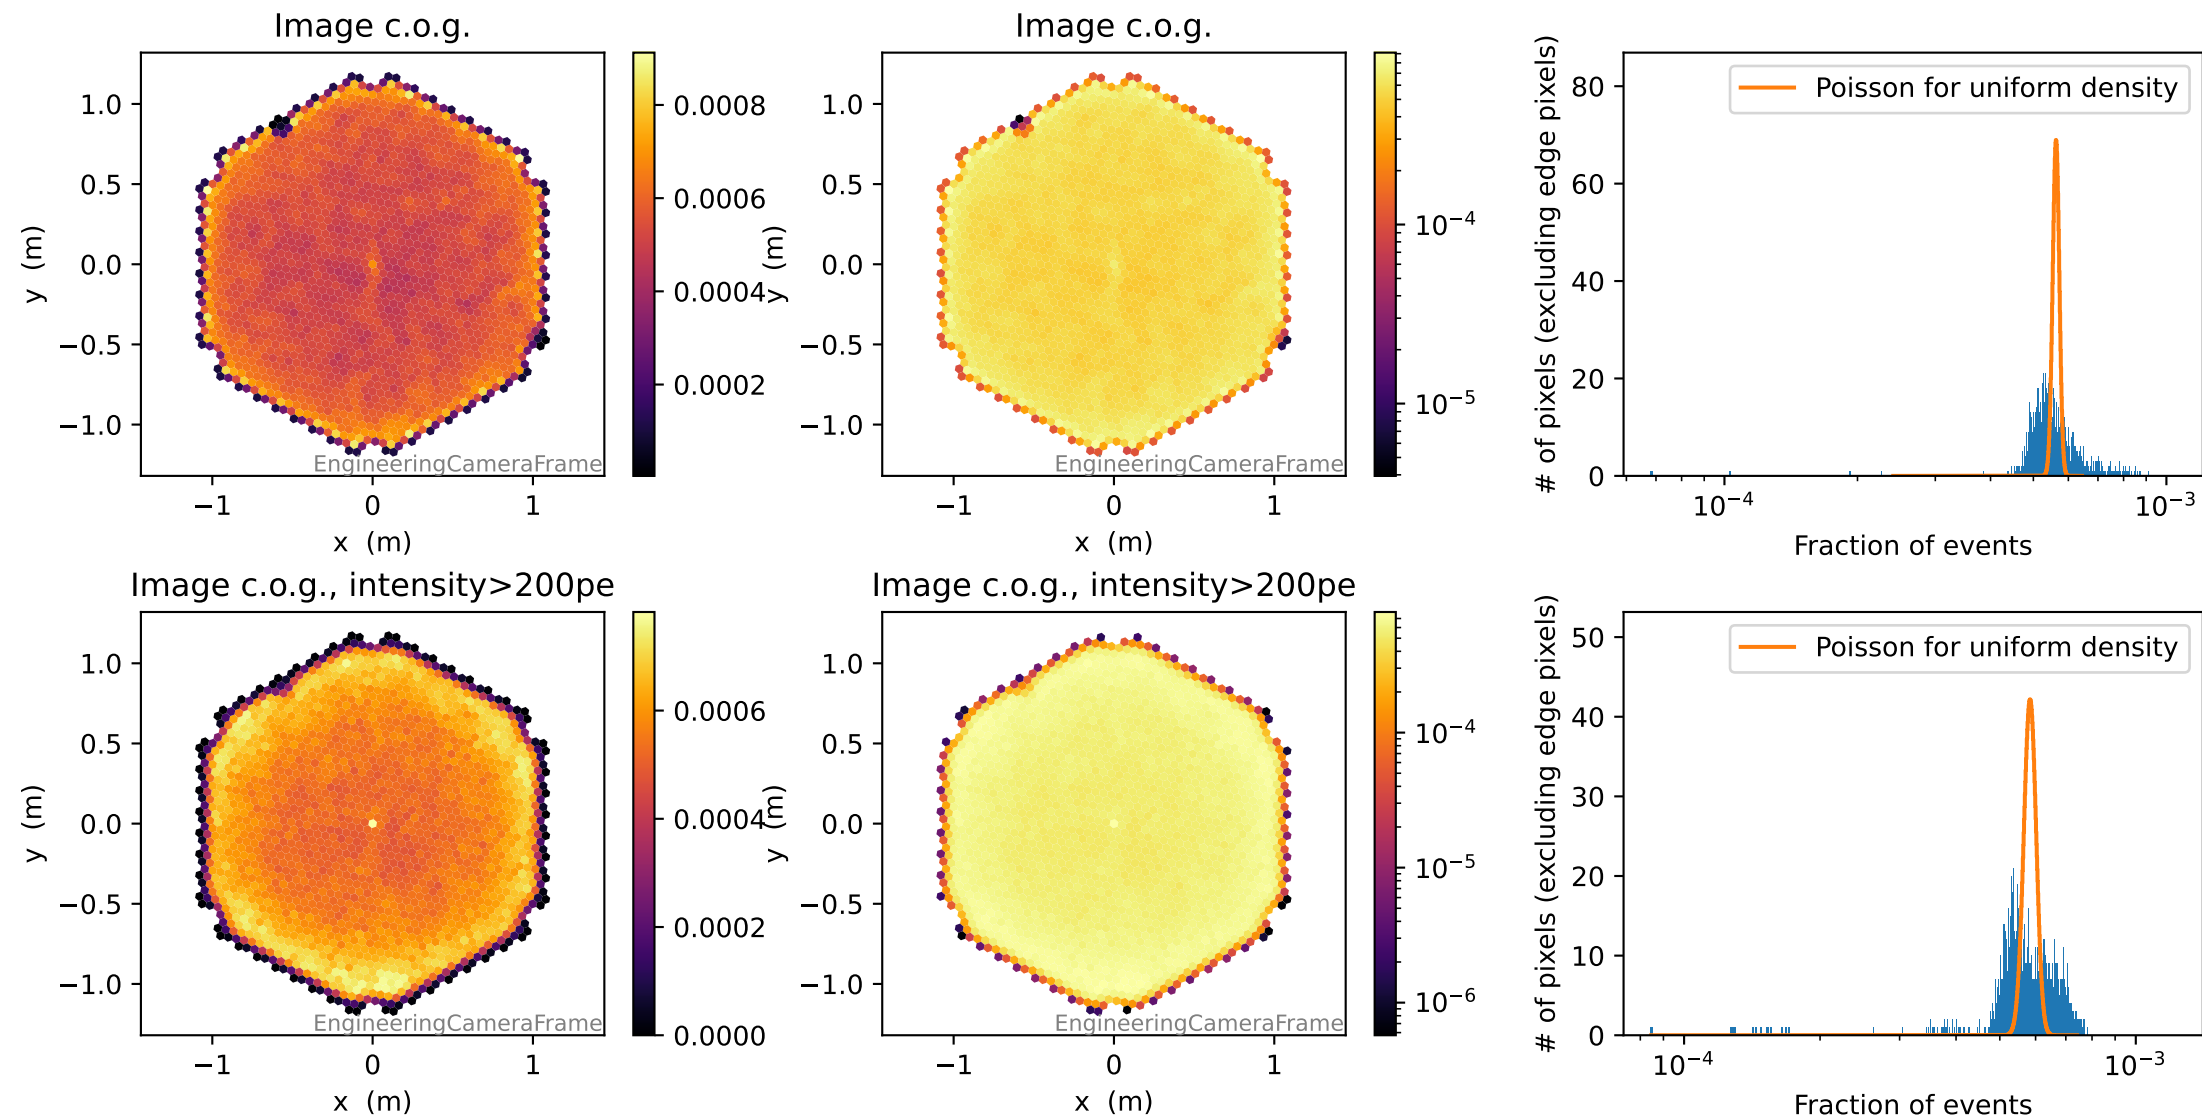 Image c.o.g.
1.0
0.5
0.0
−0.5
−1.0
y (m)
−1
0
1
x (m)
EngineeringCameraFrame
0.0008
0.0006
0.0004
0.0002
Image c.o.g.
1.0
0.5
0.0
−0.5
−1.0
y (m)
−1
0
1
x (m)
EngineeringCameraFrame
10⁻⁴
10⁻⁵
# of pixels (excluding edge pixels)
80
60
40
20
0
Poisson for uniform density
10⁻⁴
10⁻³
Fraction of events
Image c.o.g., intensity>200pe
1.0
0.5
0.0
−0.5
−1.0
y (m)
−1
0
1
x (m)
EngineeringCameraFrame
0.0006
0.0004
0.0002
0.0000
Image c.o.g., intensity>200pe
1.0
0.5
0.0
−0.5
−1.0
y (m)
−1
0
1
x (m)
EngineeringCameraFrame
10⁻⁴
10⁻⁵
10⁻⁶
# of pixels (excluding edge pixels)
50
40
30
20
10
0
Poisson for uniform density
10⁻⁴
10⁻³
Fraction of events